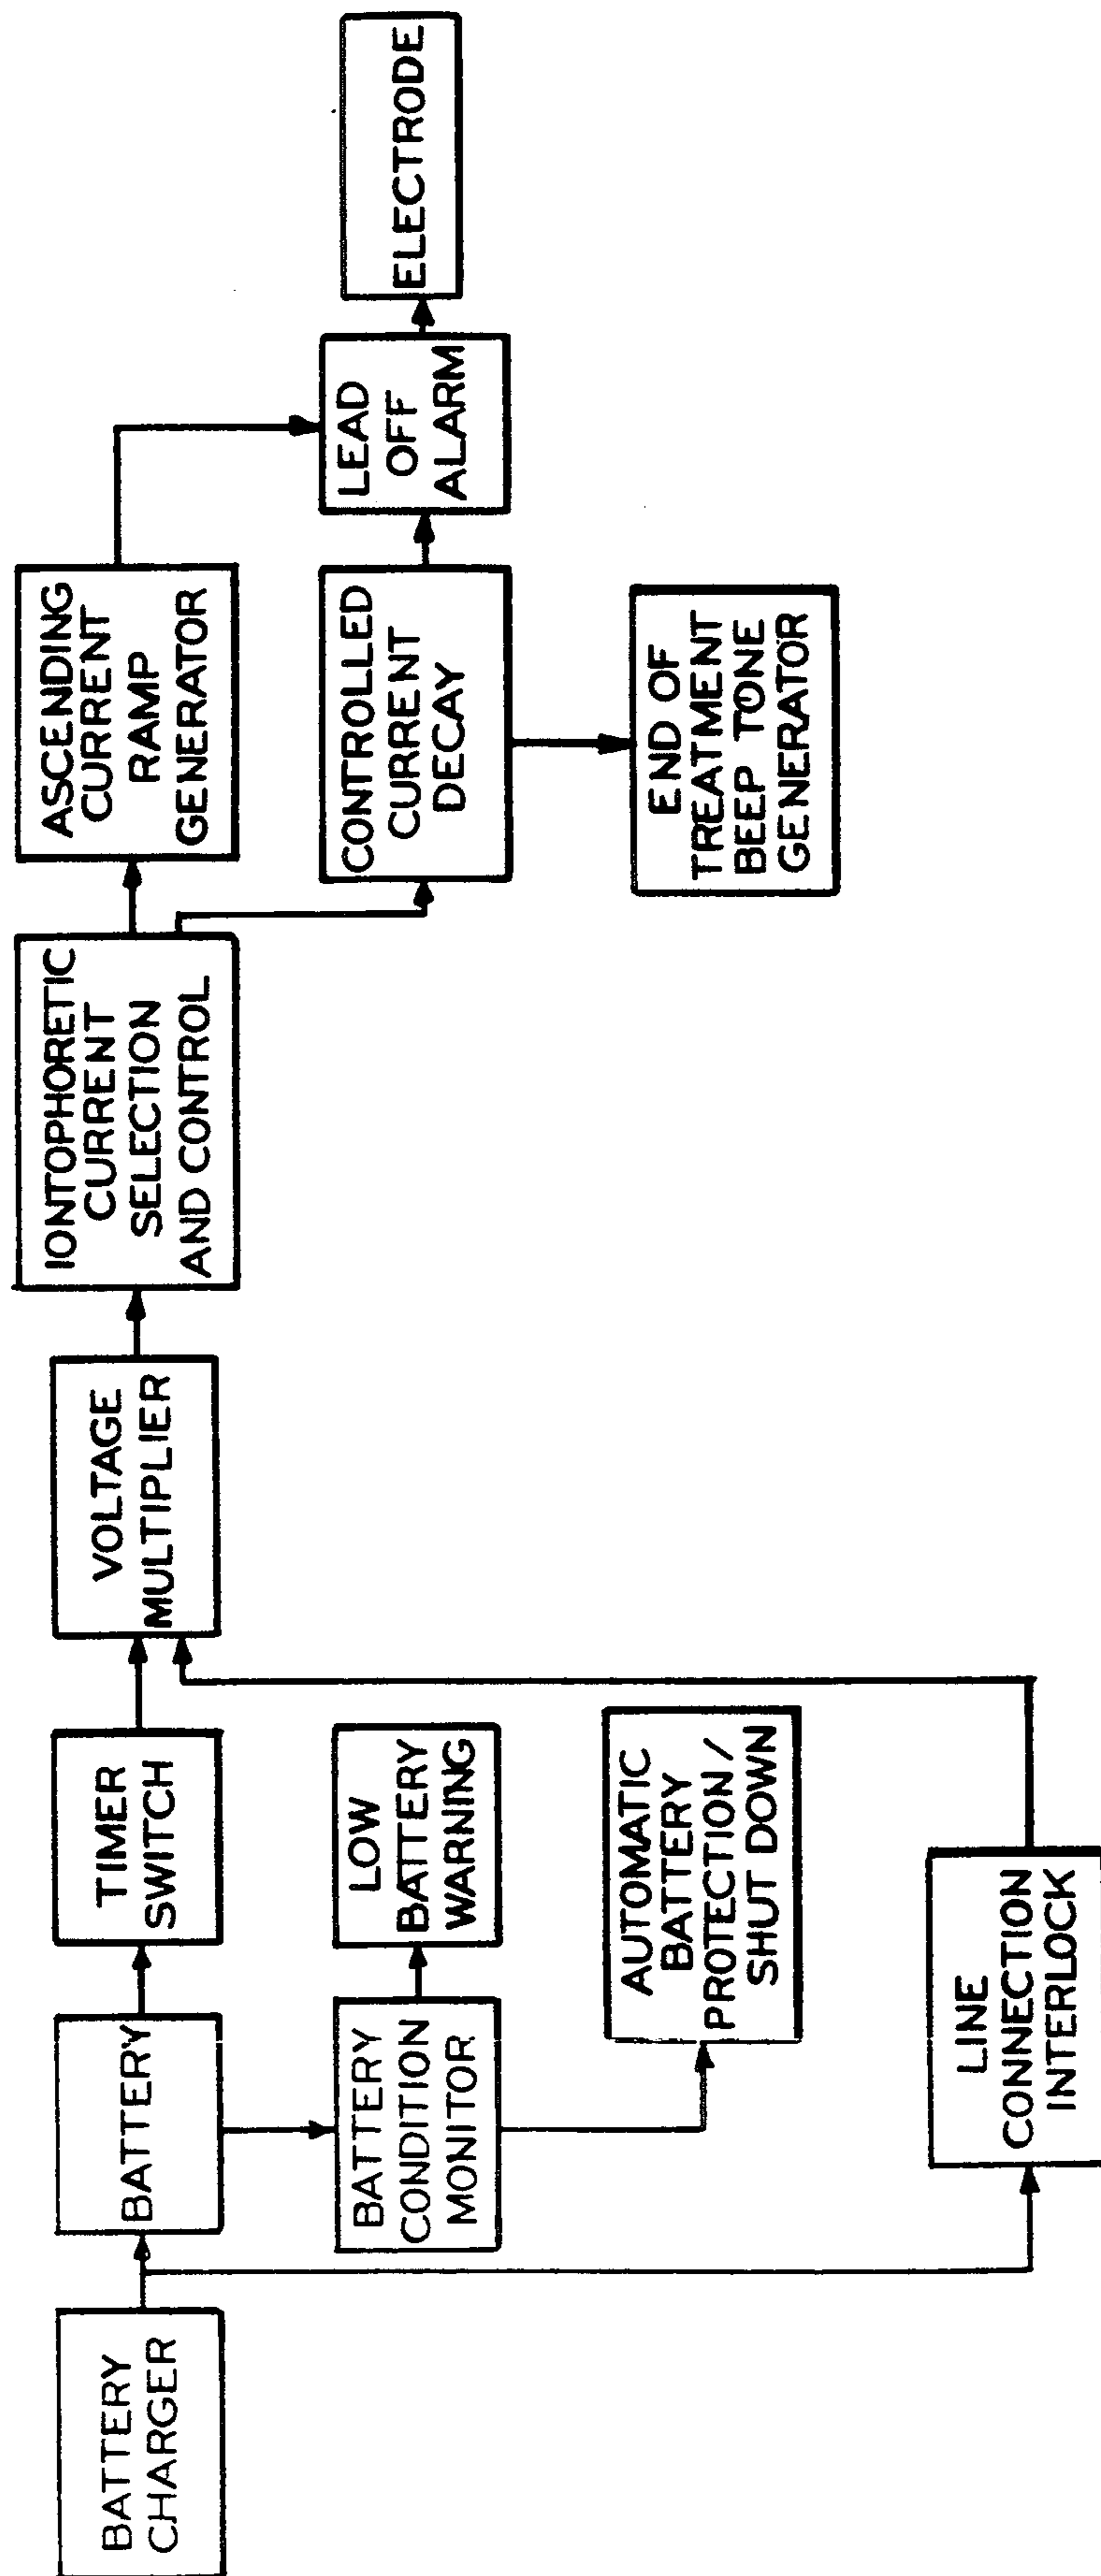 BATTERY
CHARGER
BATTERY
TIMER
SWITCH
VOLTAGE
MULTIPLIER
IONTOPHORETIC
CURRENT
SELECTION
AND CONTROL
ASCENDING
CURRENT
RAMP
GENERATOR
BATTERY
CONDITION
MONITOR
LOW
BATTERY
WARNING
CONTROLLED
CURRENT
DECAY
LEAD
OFF
ALARM
ELECTRODE
AUTOMATIC
BATTERY
PROTECTION/
SHUT DOWN
END OF
TREATMENT
BEEP TONE
GENERATOR
LINE
CONNECTION
INTERLOCK